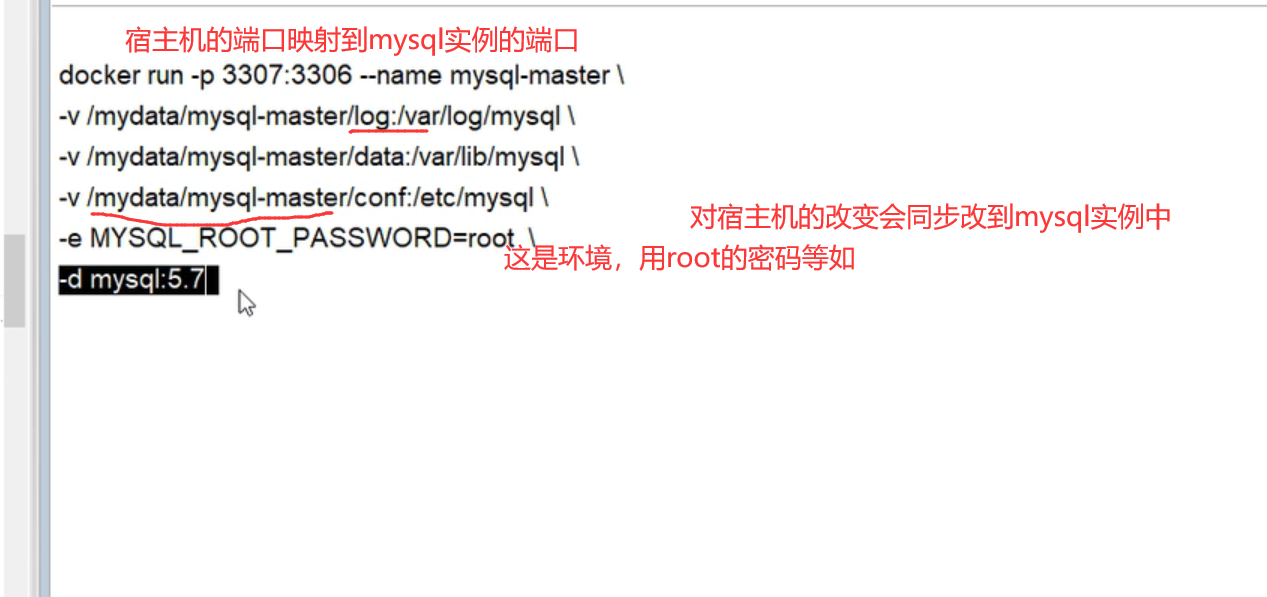 宿主机的端口映射到mysql实例的端口
docker run -p 3307:3306 --name mysql-master \
-v /mydata/mysql-master/log:/var/log/mysql \
-v /mydata/mysql-master/data:/var/lib/mysql \
-v /mydata/mysql-master/conf:/etc/mysql \
对宿主机的改变会同步改到mysql实例中
-e MYSQL_ROOT_PASSWORD=root \
这是环境，用root的密码等如
-d mysql:5.7